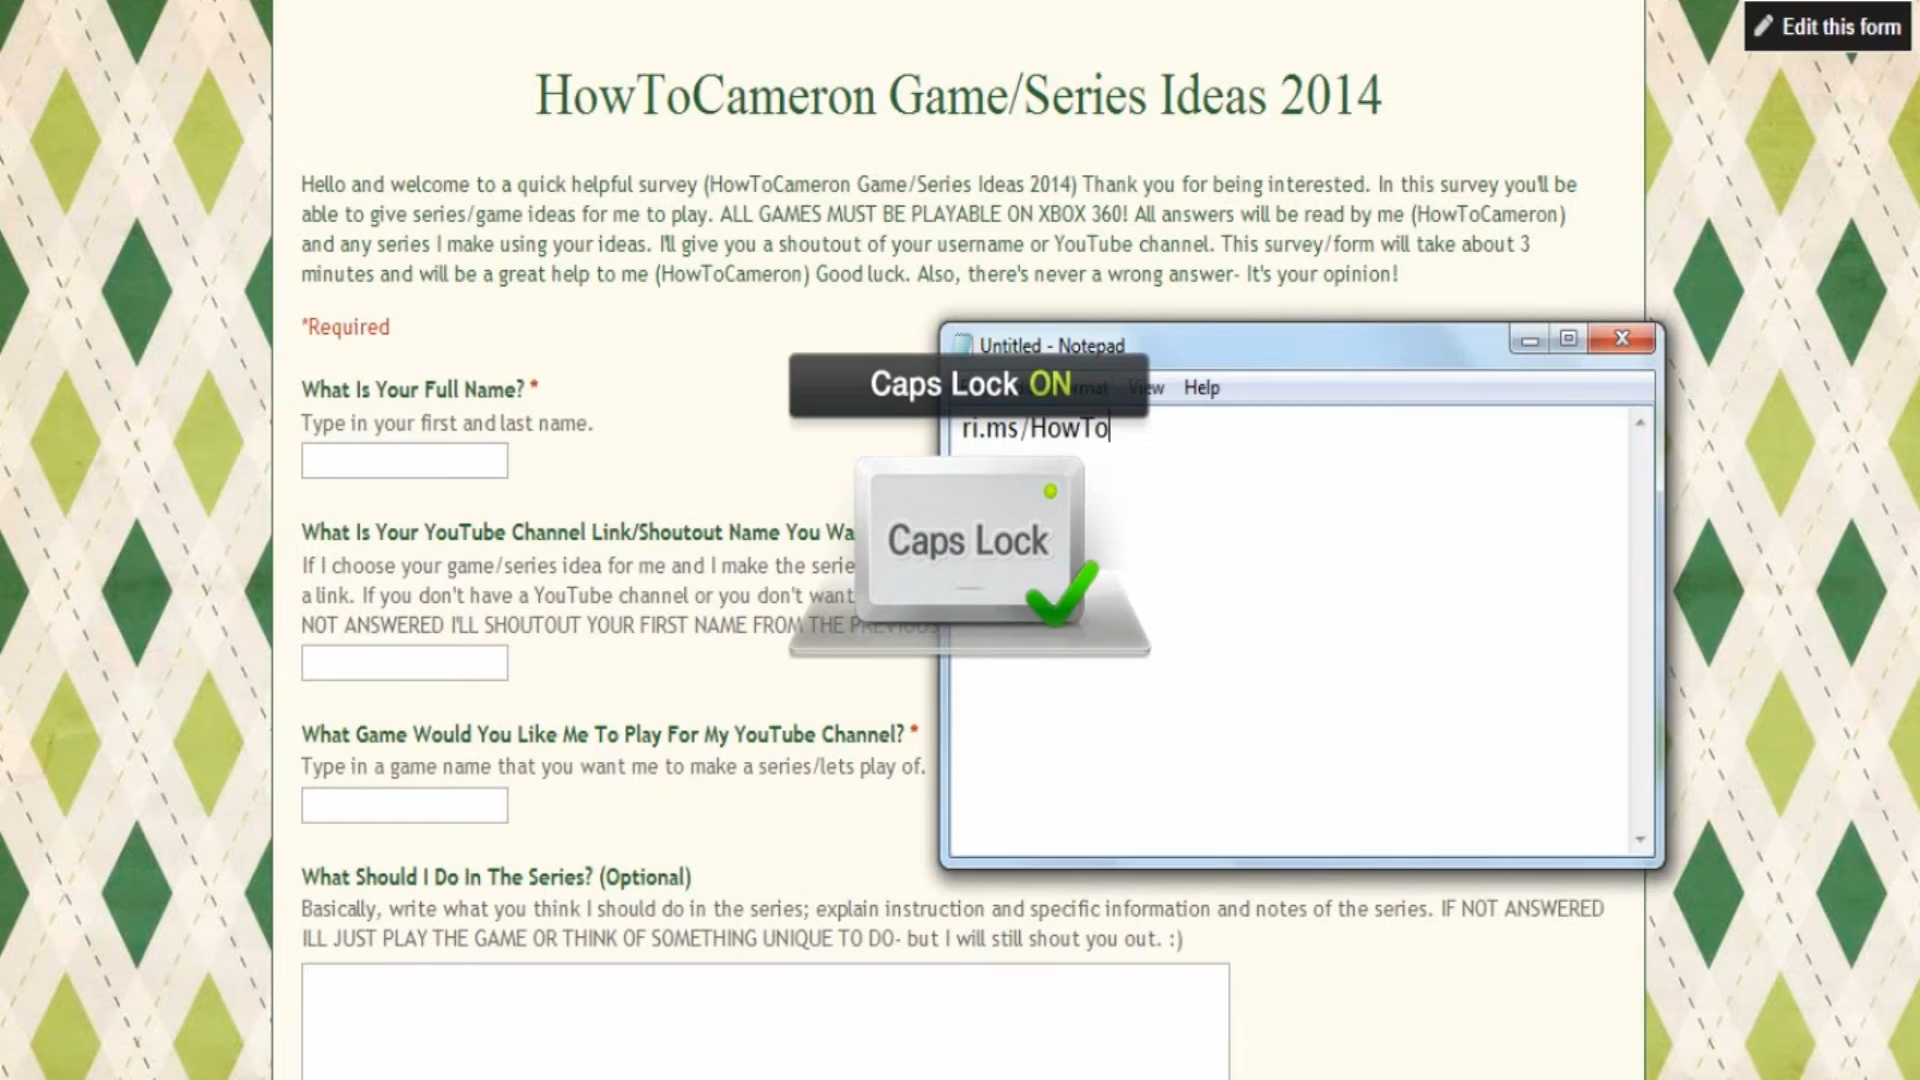 Edit this form
HowToCameron Game/Series Ideas 2014
Hello and welcome to a quick helpful survey (HowToCameron Game/Series Ideas 2014) Thank you for being interested. In this survey you'll be
able to give series/game ideas for me to play. ALL GAMES MUST BE PLAYABLE ON XBOX 360! All answers will be read by me (HowToCameron)
and any series I make using your ideas. I'll give you a shoutout of your username or YouTube channel. This survey/form will take about 3
minutes and will be a great help to me (HowToCameron) Good luck. Also, there's never a wrong answer- It's your opinion!
*Required
Untitled - Notepad
Caps Lock ON
View Help
ri.ms/HowTo
Caps Lock
What Is Your Full Name? *
Type in your first and last name.
What Is Your YouTube Channel Link/Shoutout Name You Wa
If I choose your game/series idea for me and I make the serie
a link. If you don't have a YouTube channel or you don't want
NOT ANSWERED I'LL SHOUTOUT YOUR FIRST NAME FROM THE PREVIOUS
What Game Would You Like Me To Play For My YouTube Channel? *
Type in a game name that you want me to make a series/lets play of.
What Should I Do In The Series? (Optional)
Basically, write what you think I should do in the series; explain instruction and specific information and notes of the series. IF NOT ANSWERED
ILL JUST PLAY THE GAME OR THINK OF SOMETHING UNIQUE TO DO- but I will still shout you out. :)